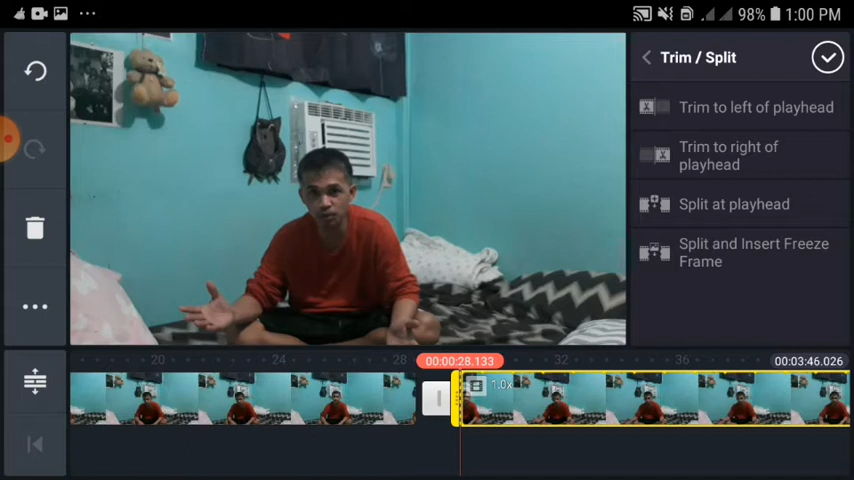 98% 1:00 PM
Trim / Split
Trim to left of playhead
Trim to right of
playhead
Split at playhead
Split and Insert Freeze
Frame
20 24 28 00:00:28.133 32 36 00:03:46.026
1.0x